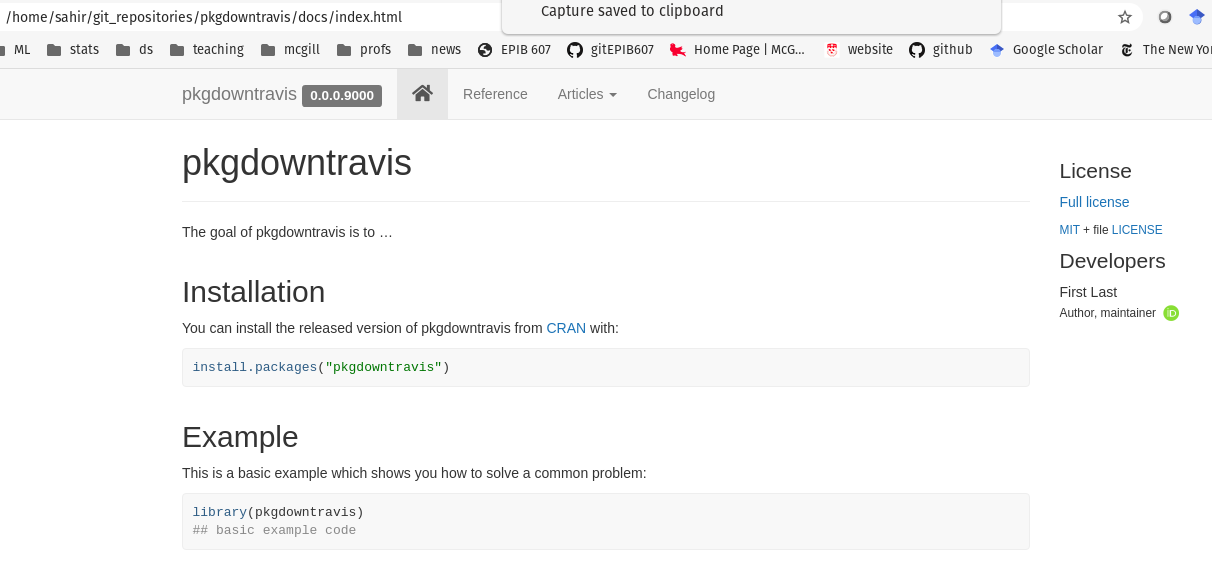 /home/sahir/git_repositories/pkgdowntravis/docs/index.html
Capture saved to clipboard
ML stats ds teaching mcgill profs news EPIB 607 gitEPIB607 Home Page | McG... website github Google Scholar The New Yor
pkgdowntravis 0.0.0.9000 Reference Articles Changelog
pkgdowntravis
The goal of pkgdowntravis is to …
Installation
You can install the released version of pkgdowntravis from CRAN with:
install.packages("pkgdowntravis")
Example
This is a basic example which shows you how to solve a common problem:
library(pkgdowntravis)
## basic example code
License
Full license
MIT + file LICENSE
Developers
First Last
Author, maintainer iD